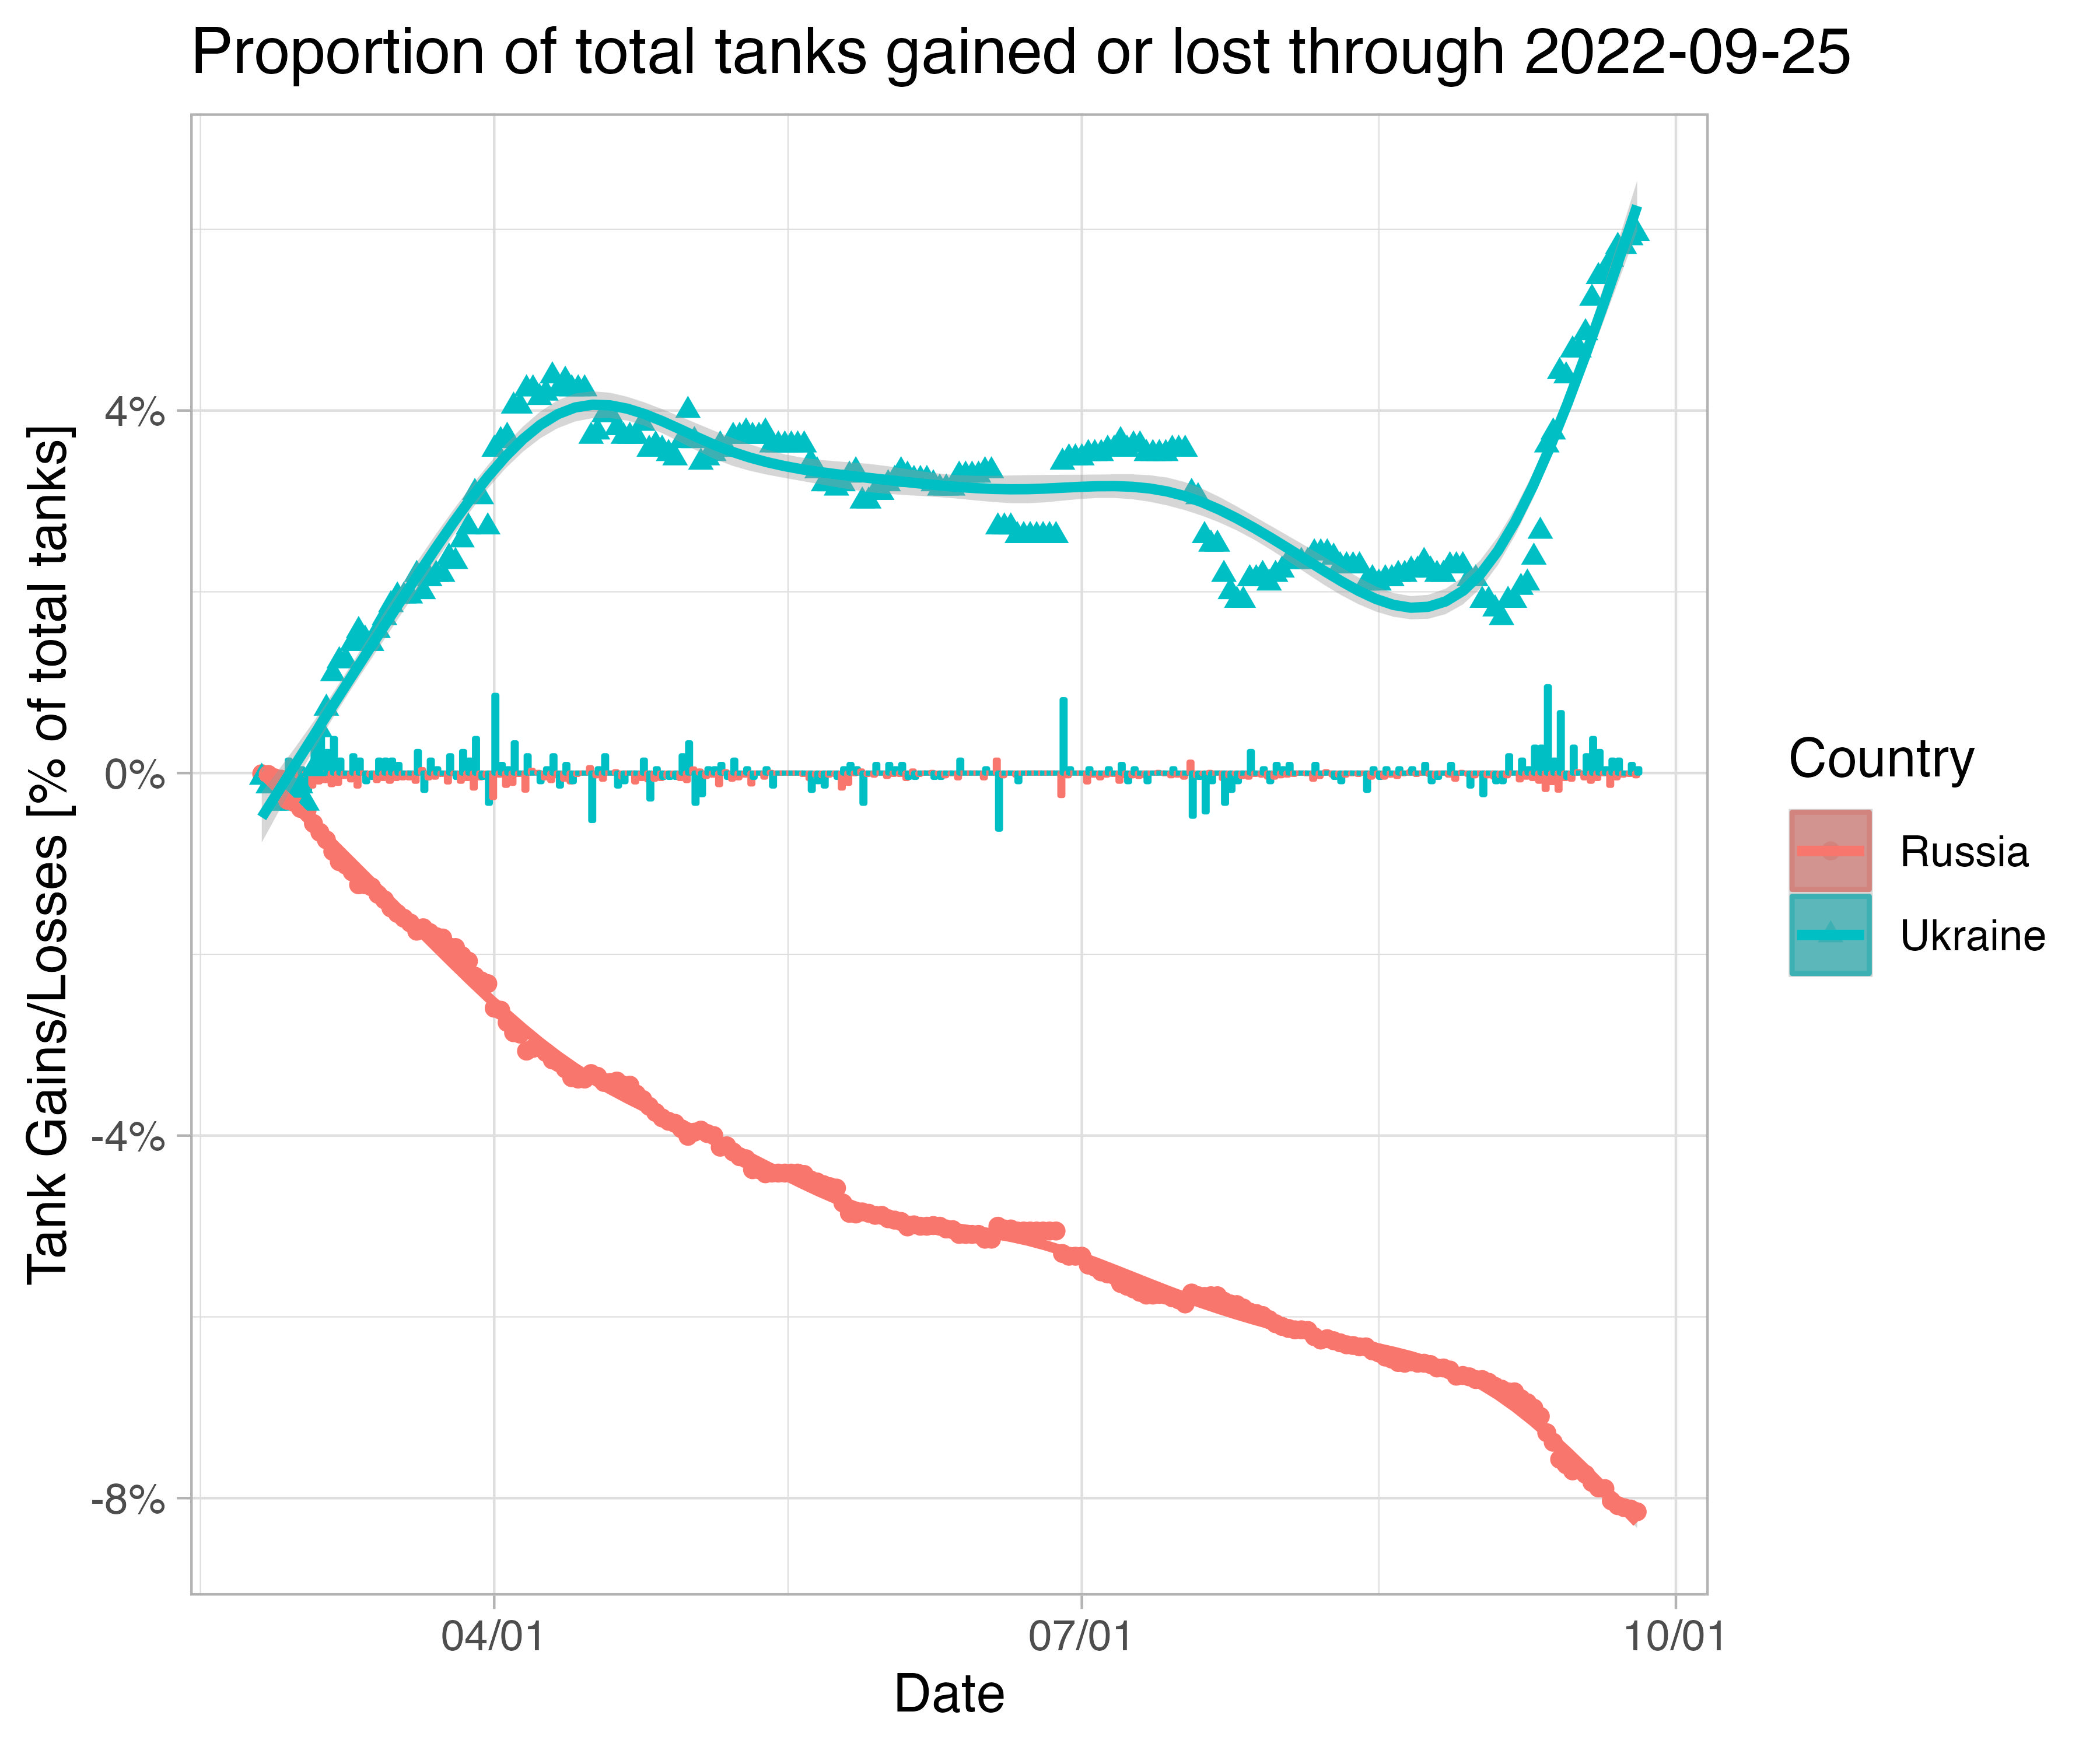 Proportion of total tanks gained or lost through 2022-09-25
Tank Gains/Losses [% of total tanks]
4%
0%
-4%
-8%
04/01
07/01
10/01
Date
Country
Russia
Ukraine